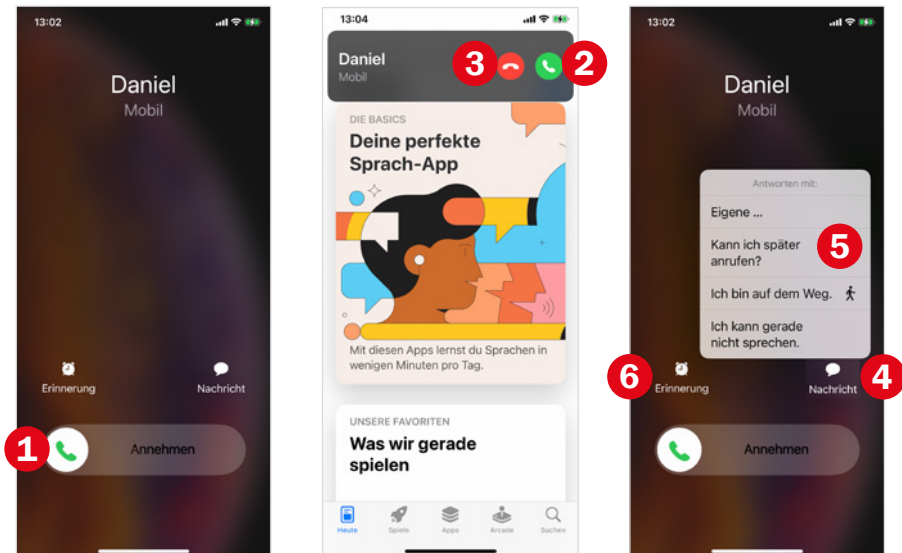 13:02
Daniel
Mobil
Erinnerung
Nachricht
1
Annehmen
13:04
Daniel
Mobil
3
2
DIE BASICS
Deine perfekte
Sprach-App
Mit diesen Apps lernst du Sprachen in
wenigen Minuten pro Tag.
UNSERE FAVORITEN
Was wir gerade
spielen
Heute
Spiele
Apps
Arcade
Suchen
13:02
Daniel
Mobil
Antworten mit:
Eigene ...
Kann ich später
anrufen?
5
Ich bin auf dem Weg.
Ich kann gerade
nicht sprechen.
6
Erinnerung
Nachricht
4
Annehmen